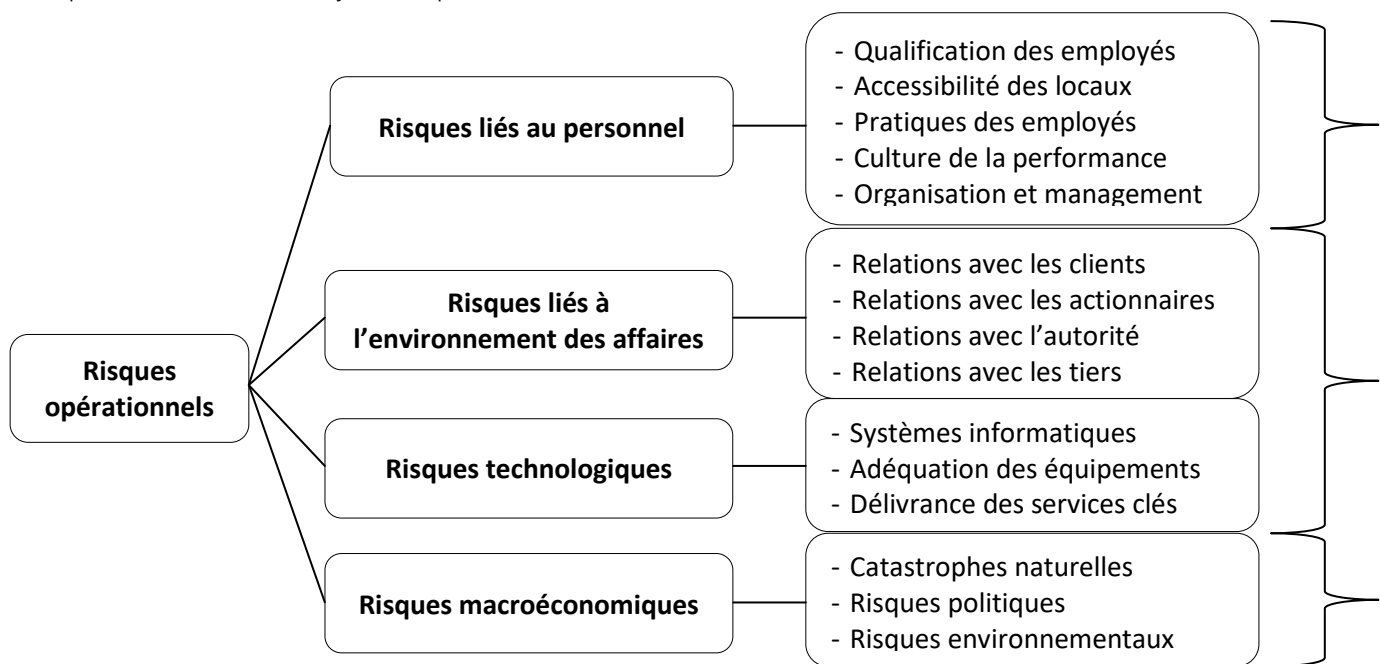 Risques
opérationnels
Risques liés au personnel
- Qualification des employés
- Accessibilité des locaux
- Pratiques des employés
- Culture de la performance
- Organisation et management
Risques liés à
l’environnement des affaires
- Relations avec les clients
- Relations avec les actionnaires
- Relations avec l’autorité
- Relations avec les tiers
Risques technologiques
- Systèmes informatiques
- Adéquation des équipements
- Délivrance des services clés
Risques macroéconomiques
- Catastrophes naturelles
- Risques politiques
- Risques environnementaux